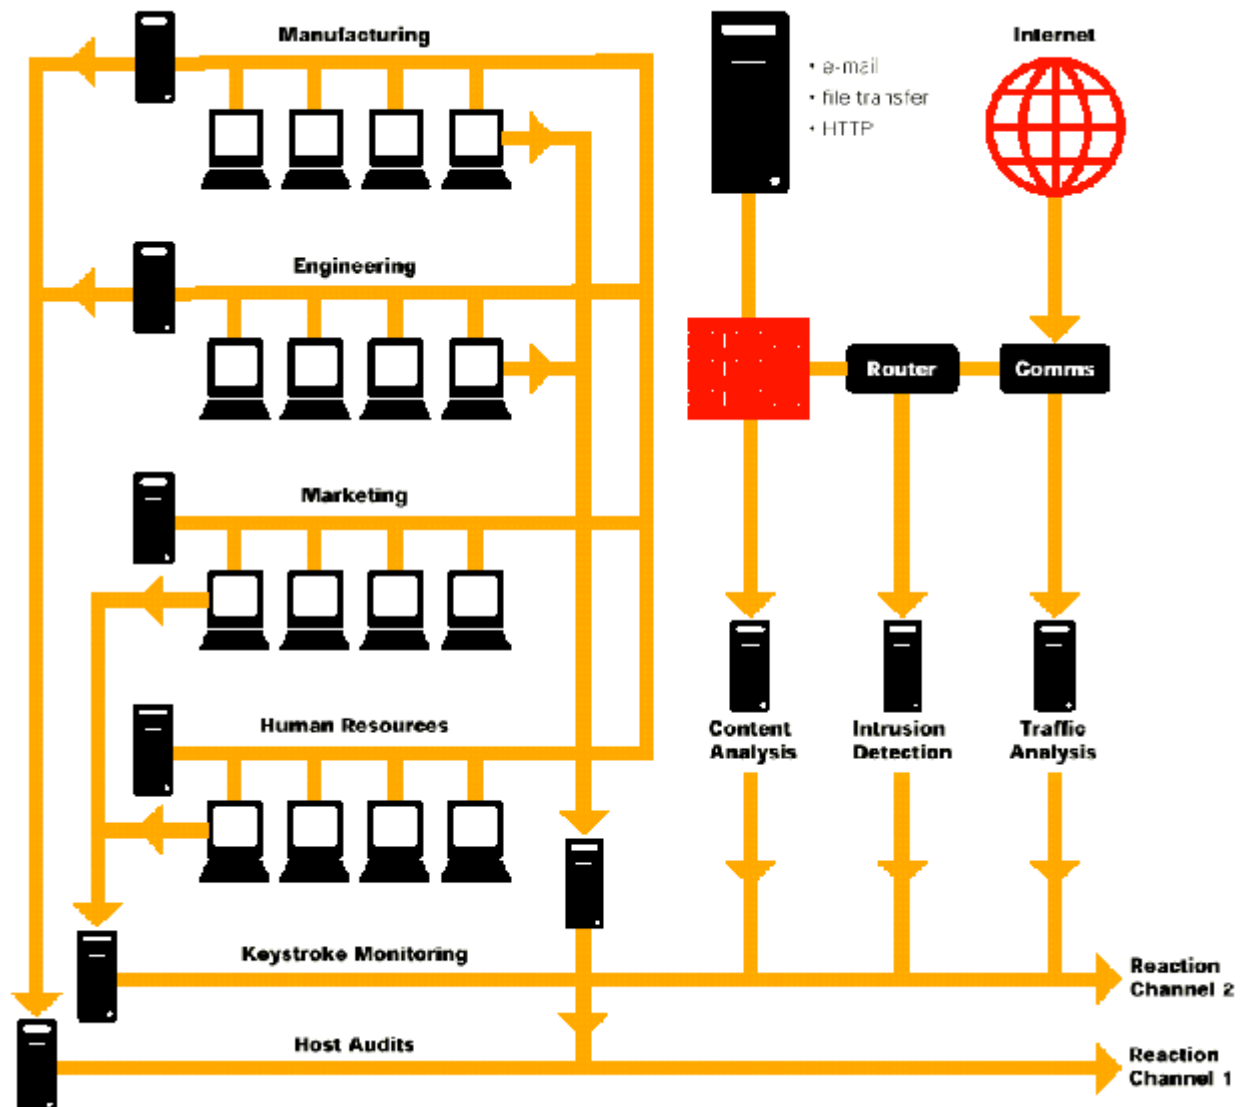 Manufacturing
Internet
• e-mail
• file transfer
• HTTP
Engineering
Router
Comms
Marketing
Human Resources
Content
Analysis
Intrusion
Detection
Traffic
Analysis
Keystroke Monitoring
Reaction
Channel 2
Host Audits
Reaction
Channel 1